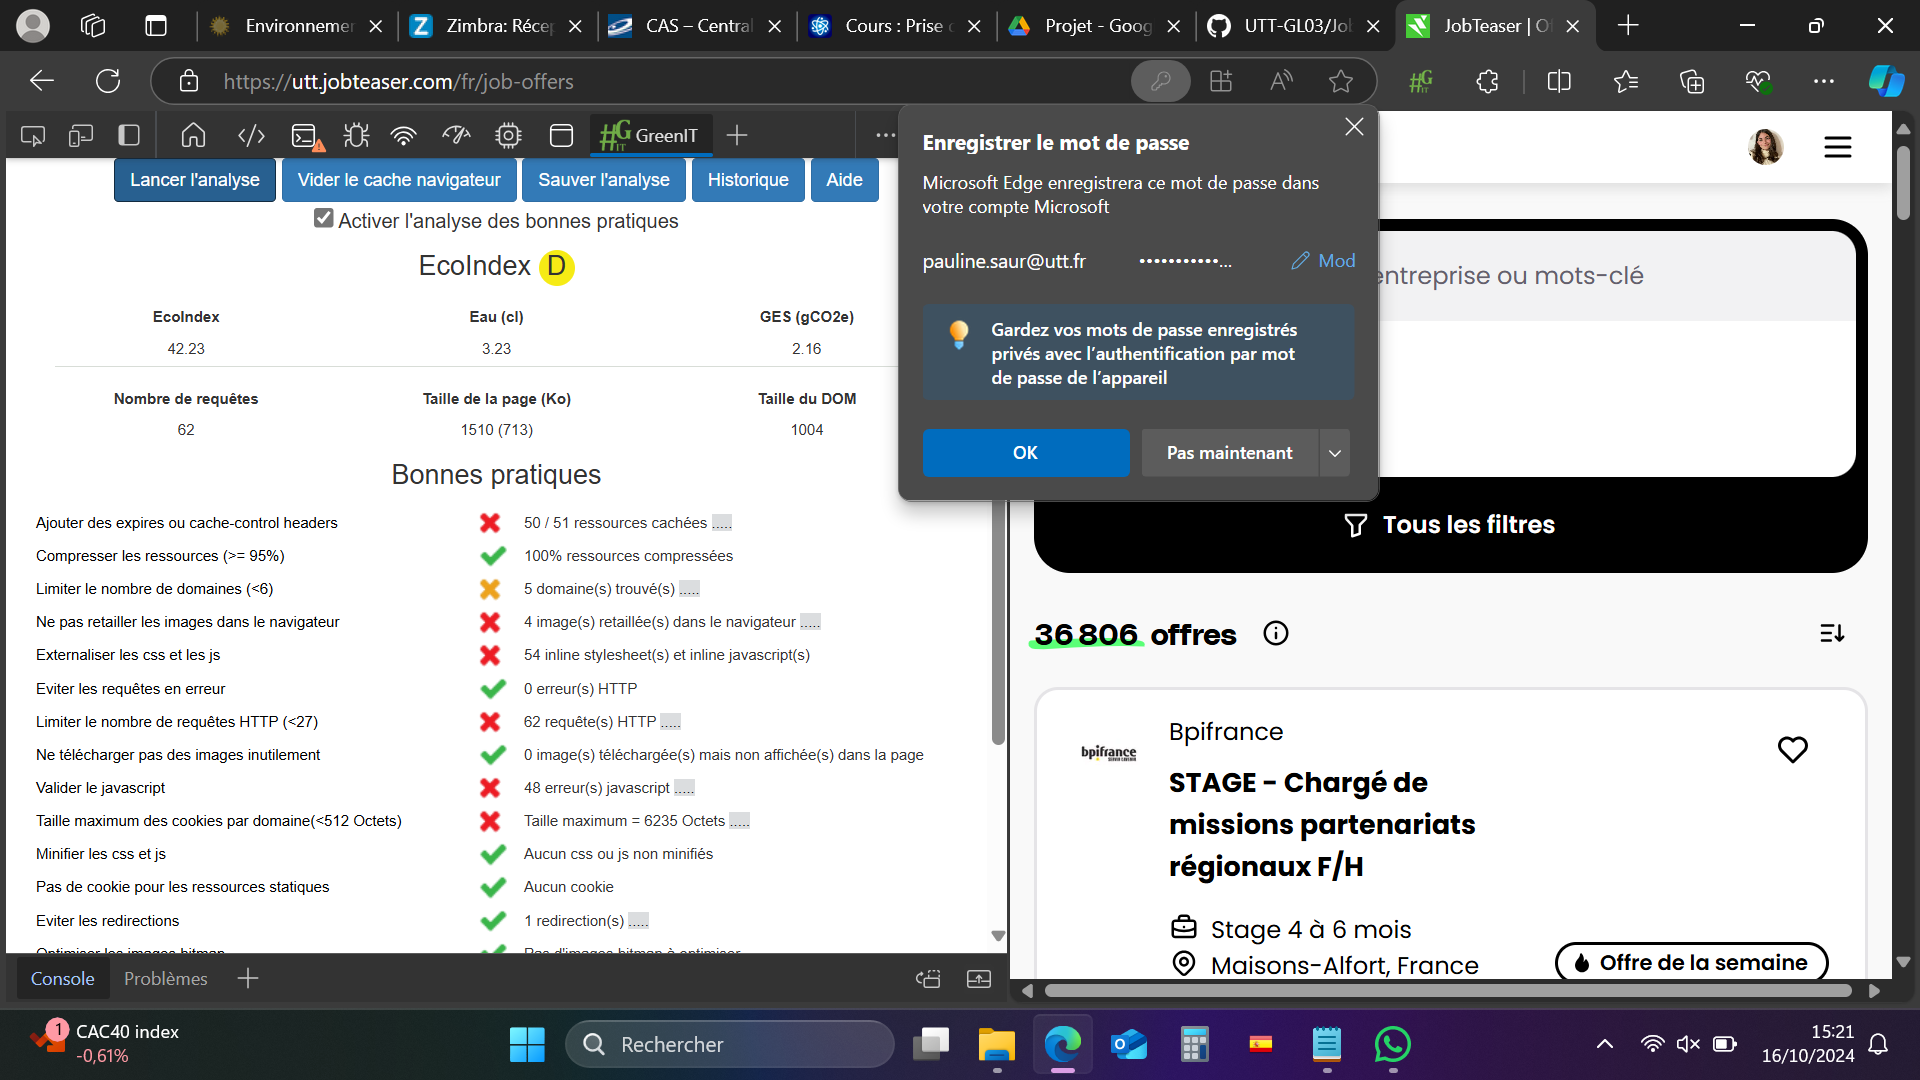 Environnemer
Zimbra: Récep
CAS – Central
Cours : Prise d
Projet - Goog
UTT-GL03/Job
JobTeaser | Of
https://utt.jobteaser.com/fr/job-offers
GreenIT
Lancer l'analyse
Vider le cache navigateur
Sauver l'analyse
Historique
Aide
Activer l'analyse des bonnes pratiques
EcoIndex D
EcoIndex
Eau (cl)
GES (gCO2e)
42.23
3.23
2.16
Nombre de requêtes
Taille de la page (Ko)
Taille du DOM
62
1510 (713)
1004
Bonnes pratiques
Ajouter des expires ou cache-control headers
50 / 51 ressources cachées .....
Compresser les ressources (>= 95%)
100% ressources compressées
Limiter le nombre de domaines (<6)
5 domaine(s) trouvé(s) .....
Ne pas retailler les images dans le navigateur
4 image(s) retaillée(s) dans le navigateur .....
Externaliser les css et les js
54 inline stylesheet(s) et inline javascript(s)
Eviter les requêtes en erreur
0 erreur(s) HTTP
Limiter le nombre de requêtes HTTP (<27)
62 requête(s) HTTP .....
Ne télécharger pas des images inutilement
0 image(s) téléchargée(s) mais non affichée(s) dans la page
Valider le javascript
48 erreur(s) javascript .....
Taille maximum des cookies par domaine(<512 Octets)
Taille maximum = 6235 Octets .....
Minifier les css et js
Aucun css ou js non minifiés
Pas de cookie pour les ressources statiques
Aucun cookie
Eviter les redirections
1 redirection(s) .....
Optimiser les images bitmap
Pas d'images bitmap à optimiser
Console
Problèmes
Enregistrer le mot de passe
Microsoft Edge enregistrera ce mot de passe dans
votre compte Microsoft
pauline.saur@utt.fr
••••••••••••...
Mod
Gardez vos mots de passe enregistrés
privés avec l'authentification par mot
de passe de l'appareil
OK
Pas maintenant
entreprise ou mots-clé
Tous les filtres
36 806 offres
bpifrance
Bpifrance
STAGE - Chargé de
missions partenariats
régionaux F/H
Stage 4 à 6 mois
Maisons-Alfort, France
Offre de la semaine
1
CAC40 index
-0,61%
Rechercher
15:21
16/10/2024